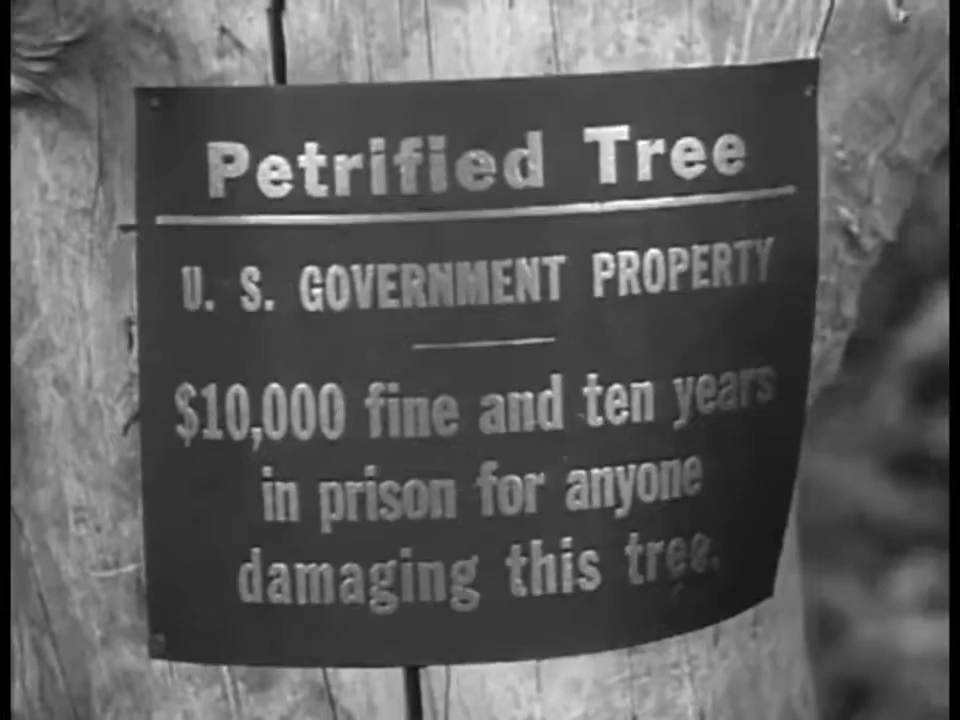 Petrified Tree
U. S. GOVERNMENT PROPERTY
$10,000 fine and ten years
in prison for anyone
damaging this tree.